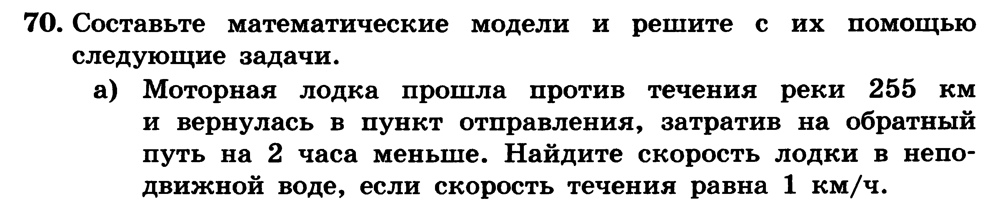 70. Составьте математические модели и решите с их помощью
следующие задачи.
а) Моторная лодка прошла против течения реки 255 км
и вернулась в пункт отправления, затратив на обратный
путь на 2 часа меньше. Найдите скорость лодки в непо-
движной воде, если скорость течения равна 1 км/ч.